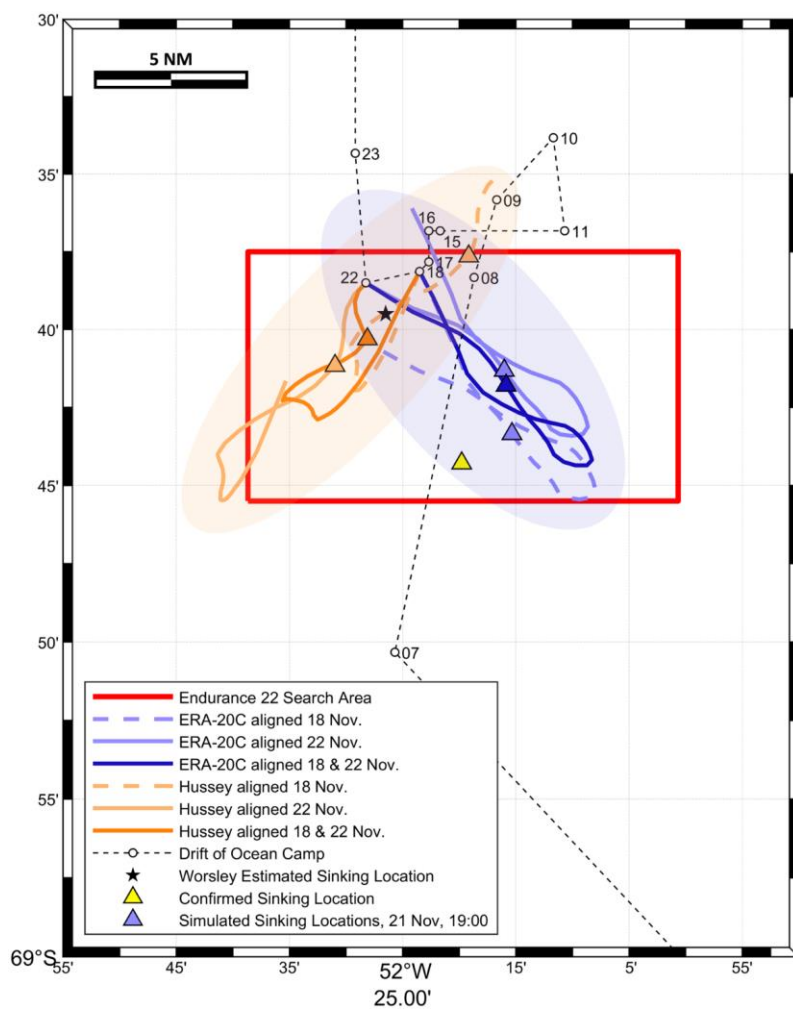 30'
5 NM
10
23
35'
09
16
15
11
17
18
08
22
40'
45'
50'
07
Endurance 22 Search Area
ERA-20C aligned 18 Nov.
ERA-20C aligned 22 Nov.
ERA-20C aligned 18 & 22 Nov.
55'
Hussey aligned 18 Nov.
Hussey aligned 22 Nov.
Hussey aligned 18 & 22 Nov.
Drift of Ocean Camp
Worsley Estimated Sinking Location
Confirmed Sinking Location
Simulated Sinking Locations, 21 Nov, 19:00
69°S
55' 45' 35' 52°W 15' 5' 55'
25.00'